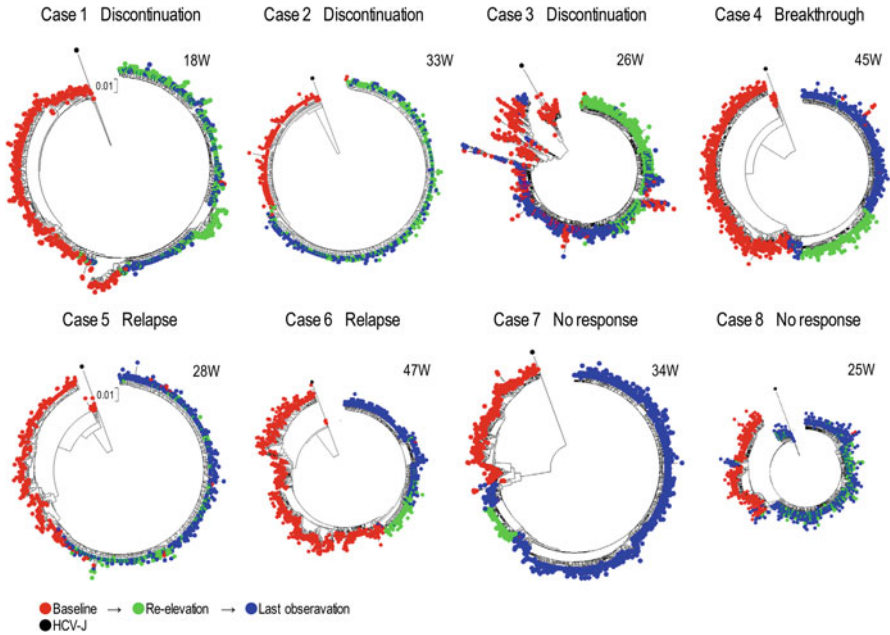 Case 1 Discontinuation
18W
0.01
Case 2 Discontinuation
33W
Case 3 Discontinuation
26W
Case 4 Breakthrough
45W
Case 5 Relapse
28W
0.01
Case 6 Relapse
47W
Case 7 No response
34W
Case 8 No response
25W
Baseline → Re-elevation → Last obseravation
HCV-J